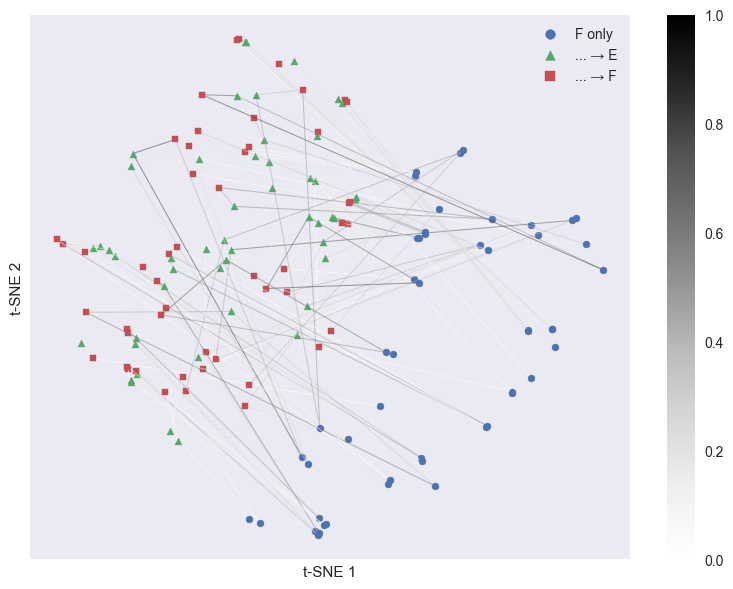 F only
... → E
... → F
1.0
0.8
0.6
0.4
0.2
0.0
t-SNE 2
t-SNE 1